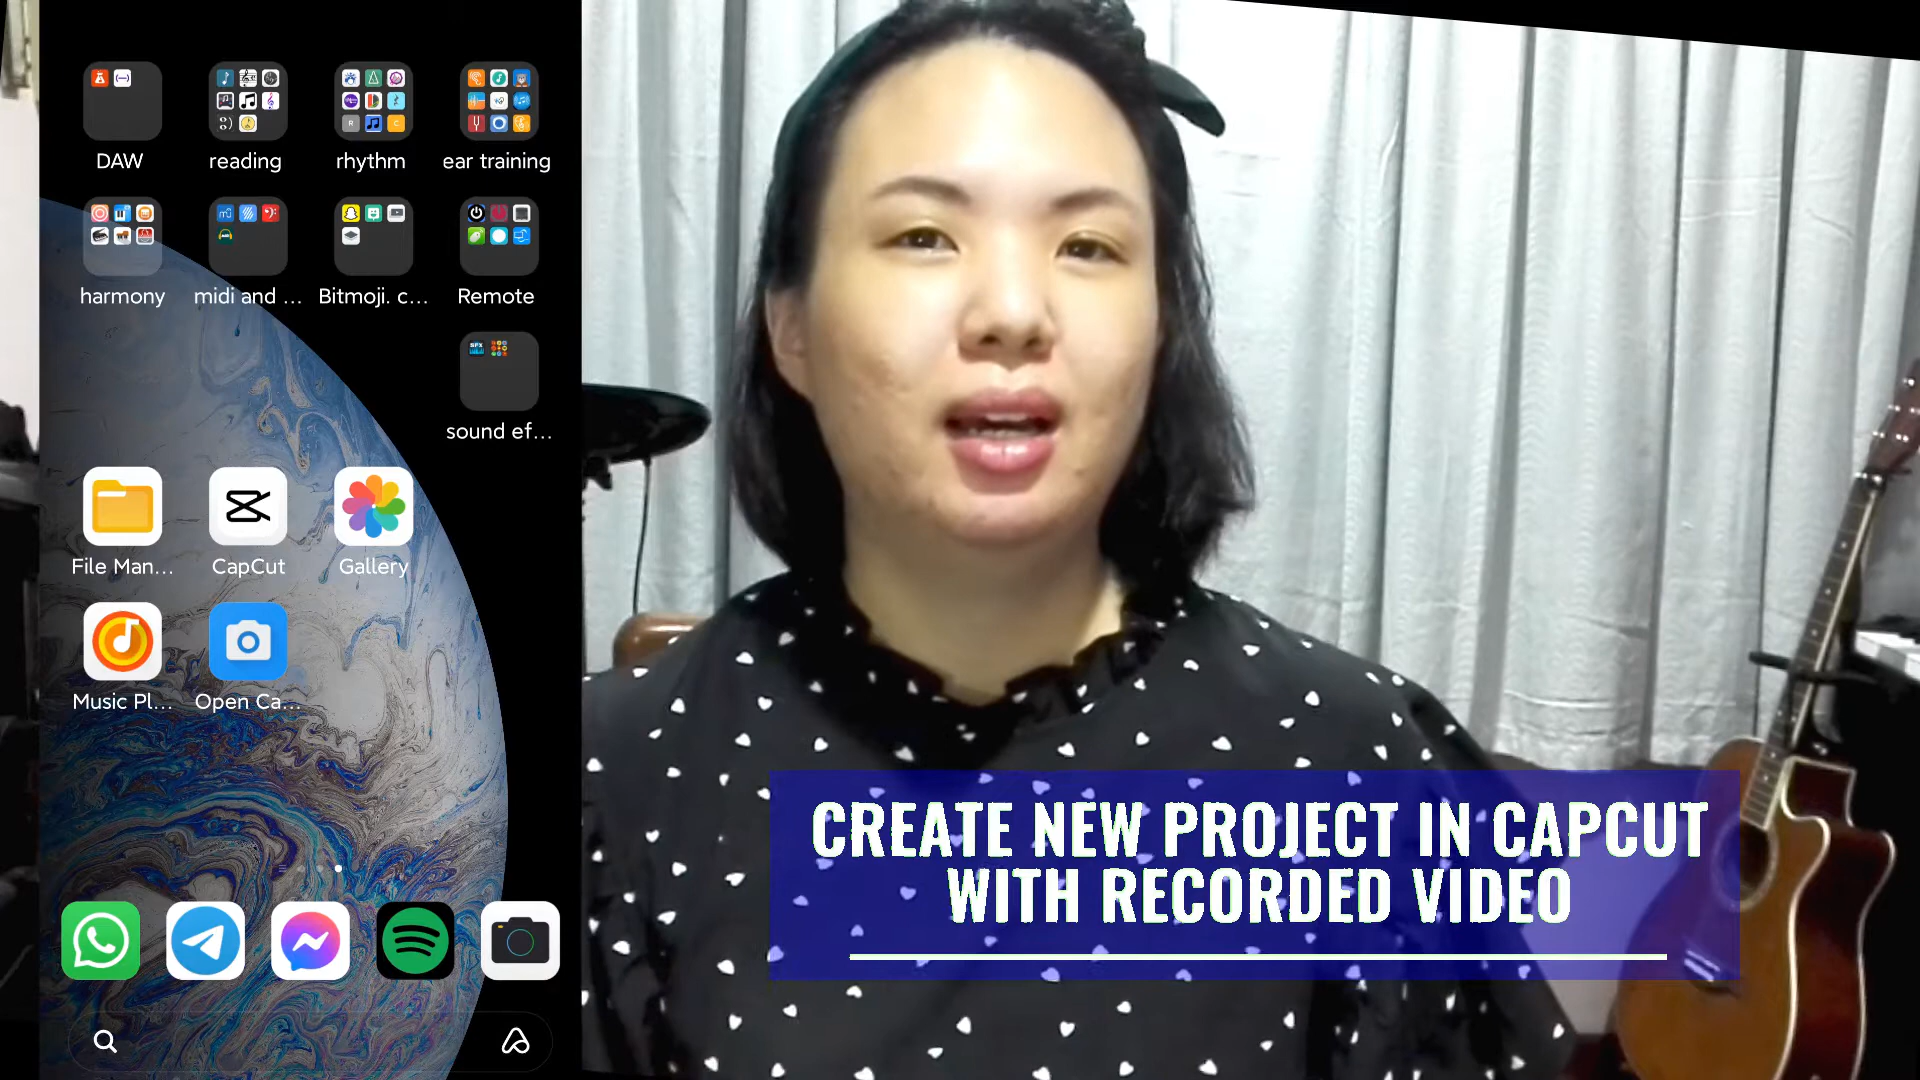 DAW
reading
rhythm
ear training
harmony
midi and ...
Bitmoji. c...
Remote
sound ef...
File Man...
CapCut
Gallery
Music Pl...
Open Ca...
CREATE NEW PROJECT IN CAPCUT
WITH RECORDED VIDEO